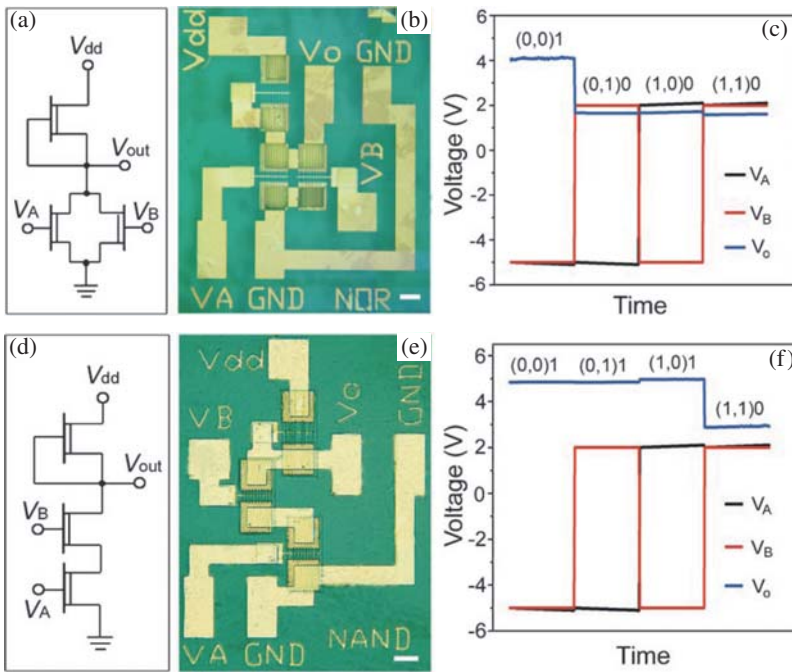 (a)
Vdd
Vout
VA
VB
(b)
Vdd
Vo GND
VB
VA GND
NOR
(c)
Voltage (V)
6
4
2
0
-2
-4
-6
(0,0)1
(0,1)0 (1,0)0 (1,1)0
VA
VB
Vo
Time
(d)
Vdd
Vout
VB
VA
(e)
Vdd
VB
Vo
GND
VA GND
NAND
(f)
Voltage (V)
6
4
2
0
-2
-4
-6
(0,0)1 (0,1)1 (1,0)1
(1,1)0
VA
VB
Vo
Time